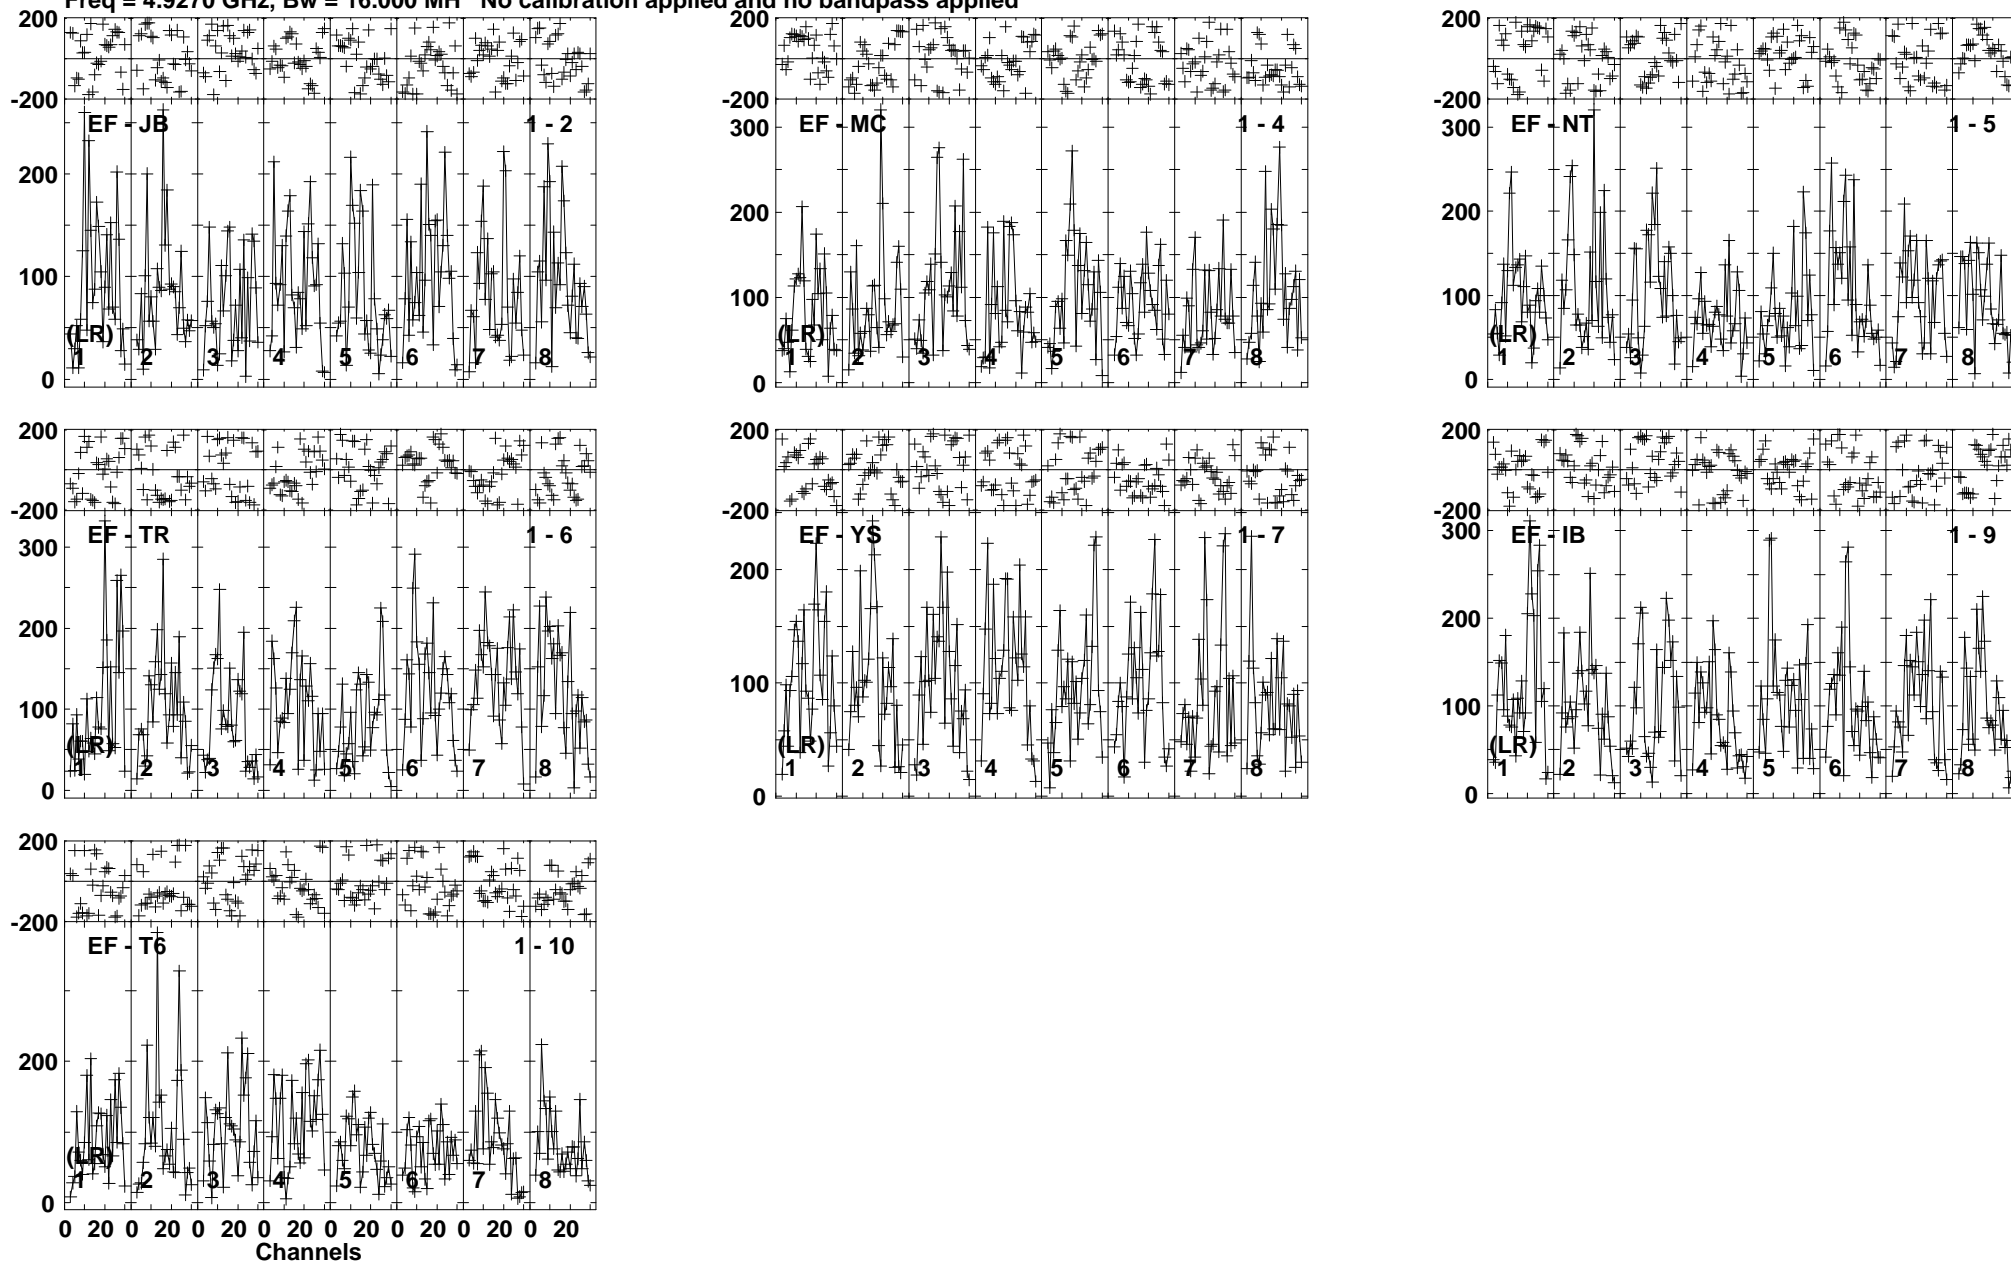 Freq = 4.9270 GHz, Bw = 16.000 MH No calibration applied and no bandpass applied
200 200 200
-200 -200 -200
EF - JB 1 - 2 EF - MC 1 - 4 EF - NT 1 - 5
300 300
200 200 200
100 100 100
(LR) (LR) (LR)
1 2 3 4 5 6 7 8 1 2 3 4 5 6 7 8 1 2 3 4 5 6 7 8
0 0 0
200 200 200
-200 -200 -200
EF - TR 1 - 6 EF - YS 1 - 7 EF - IB 1 - 9
300 300
200 200 200
100 100 100
(LR) (LR) (LR)
1 2 3 4 5 6 7 8 1 2 3 4 5 6 7 8 1 2 3 4 5 6 7 8
0 0 0
200
-200
EF - T6 1 - 10
200
(LR)
1 2 3 4 5 6 7 8
0
0 20 0 20 0 20 0 20 0 20 0 20 0 20 0 20
Channels